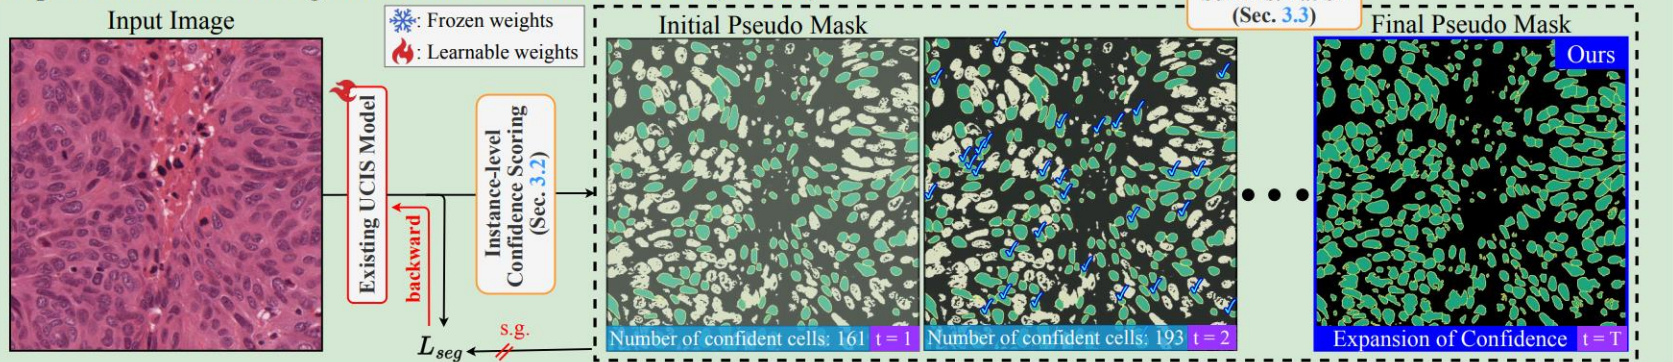 Input Image
: Frozen weights
: Learnable weights
Existing UCIS Model
backward
L_seg
s.g.
Instance-level
Confidence Scoring
(Sec. 3.2)
(Sec. 3.3)
Initial Pseudo Mask
Number of confident cells: 161
t = 1
Number of confident cells: 193
t = 2
Final Pseudo Mask
Ours
Expansion of Confidence
t = T